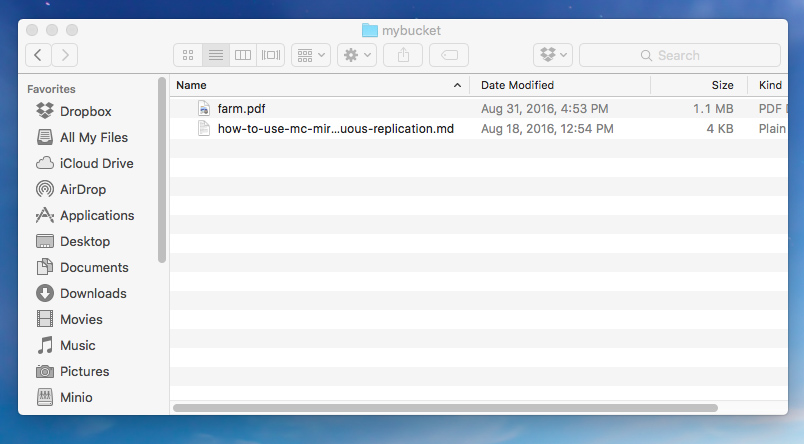 mybucket
Search
Favorites
Dropbox
All My Files
iCloud Drive
AirDrop
Applications
Desktop
Documents
Downloads
Movies
Music
Pictures
Minio
Name Date Modified Size Kind
farm.pdf Aug 31, 2016, 4:53 PM 1.1 MB PDF D
how-to-use-mc-mir…uous-replication.md Aug 18, 2016, 12:54 PM 4 KB Plain